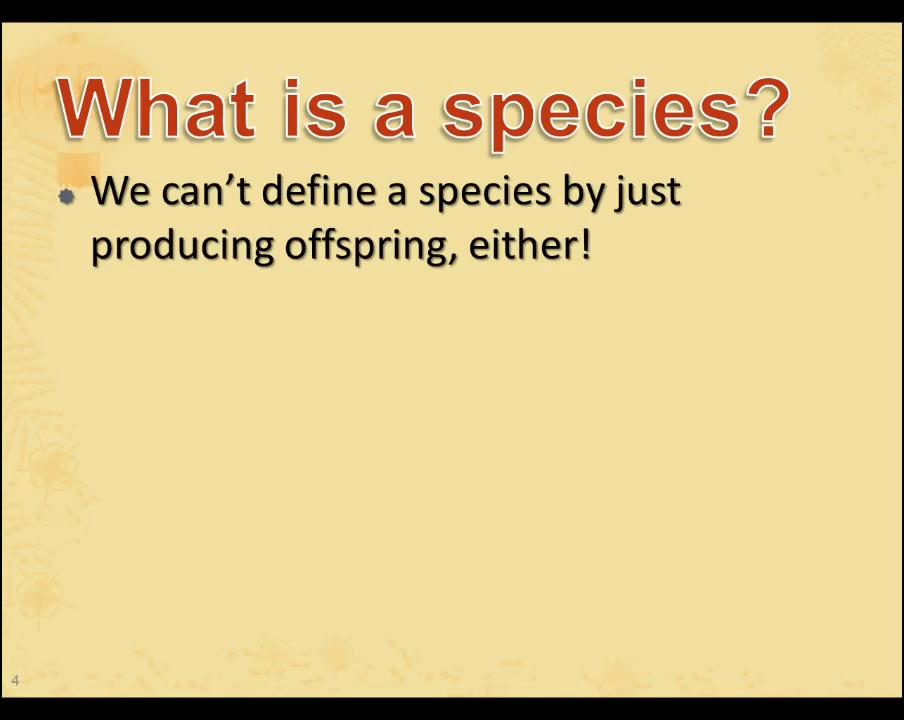 What is a species?
We can’t define a species by just
producing offspring, either!
4